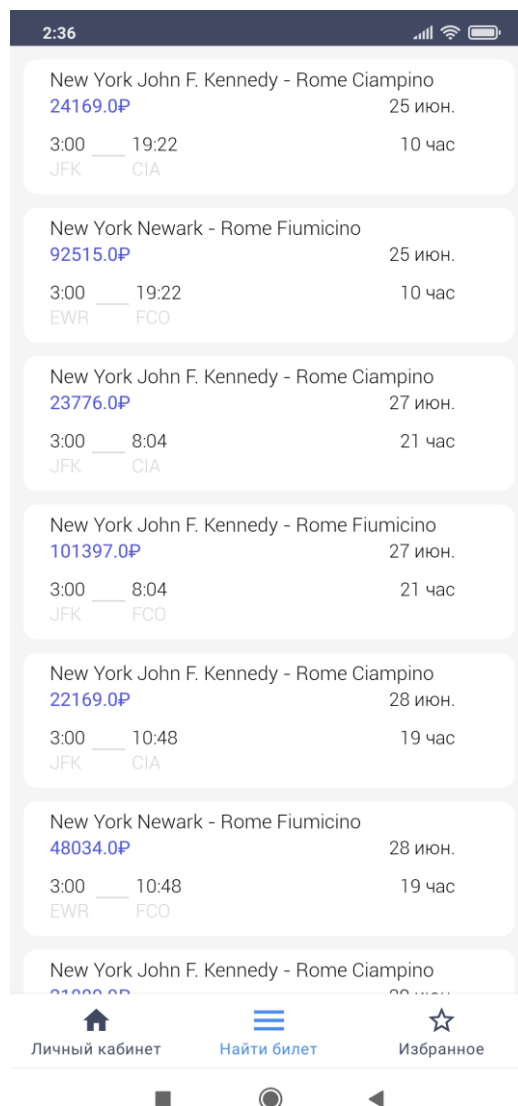 2:36
New York John F. Kennedy - Rome Ciampino
24169.0₽ 25 июн.
3:00 19:22 10 час
JFK CIA
New York Newark - Rome Fiumicino
92515.0₽ 25 июн.
3:00 19:22 10 час
EWR FCO
New York John F. Kennedy - Rome Ciampino
23776.0₽ 27 июн.
3:00 8:04 21 час
JFK CIA
New York John F. Kennedy - Rome Fiumicino
101397.0₽ 27 июн.
3:00 8:04 21 час
JFK FCO
New York John F. Kennedy - Rome Ciampino
22169.0₽ 28 июн.
3:00 10:48 19 час
JFK CIA
New York Newark - Rome Fiumicino
48034.0₽ 28 июн.
3:00 10:48 19 час
EWR FCO
New York John F. Kennedy - Rome Ciampino
Личный кабинет Найти билет Избранное